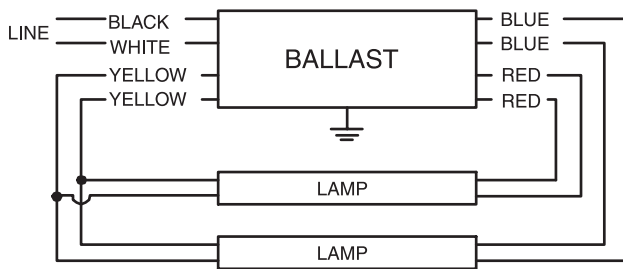 LINE
BLACK
WHITE
YELLOW
YELLOW
BALLAST
BLUE
BLUE
RED
RED
LAMP
LAMP